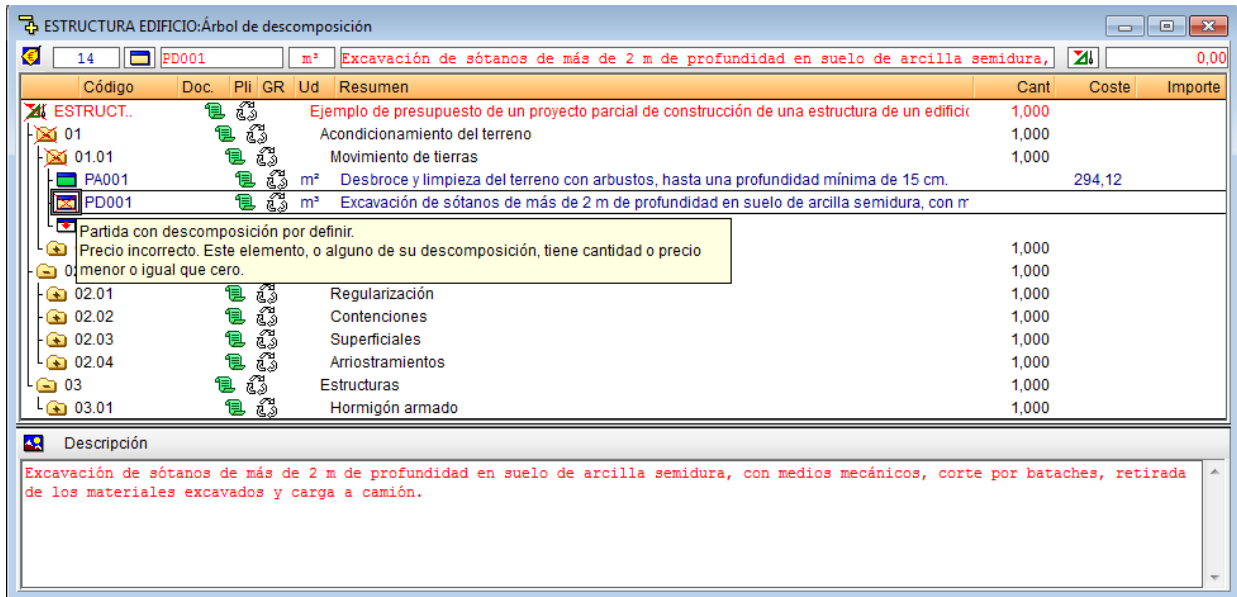 ESTRUCTURA EDIFICIO:Árbol de descomposición
14 PD001 m³ Excavación de sótanos de más de 2 m de profundidad en suelo de arcilla semidura, 0,00
Código Doc. Pli GR Ud Resumen Cant Coste Importe
ESTRUCT.. Ejemplo de presupuesto de un proyecto parcial de construcción de una estructura de un edificio 1,000
01 Acondicionamiento del terreno 1,000
01.01 Movimiento de tierras 1,000
PA001 m² Desbroce y limpieza del terreno con arbustos, hasta una profundidad mínima de 15 cm. 294,12
PD001 m³ Excavación de sótanos de más de 2 m de profundidad en suelo de arcilla semidura, con m
Partida con descomposición por definir.
Precio incorrecto. Este elemento, o alguno de su descomposición, tiene cantidad o precio 1,000
menor o igual que cero. 1,000
02.01 Regularización 1,000
02.02 Contenciones 1,000
02.03 Superficiales 1,000
02.04 Arriostramientos 1,000
03 Estructuras 1,000
03.01 Hormigón armado 1,000
Descripción
Excavación de sótanos de más de 2 m de profundidad en suelo de arcilla semidura, con medios mecánicos, corte por bataches, retirada
de los materiales excavados y carga a camión.